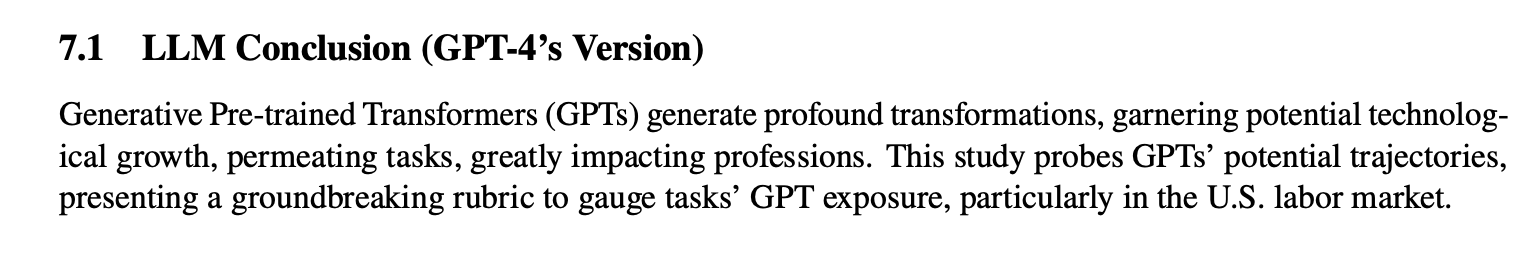 7.1 LLM Conclusion (GPT-4’s Version)
Generative Pre-trained Transformers (GPTs) generate profound transformations, garnering potential technolog-
ical growth, permeating tasks, greatly impacting professions. This study probes GPTs’ potential trajectories,
presenting a groundbreaking rubric to gauge tasks’ GPT exposure, particularly in the U.S. labor market.